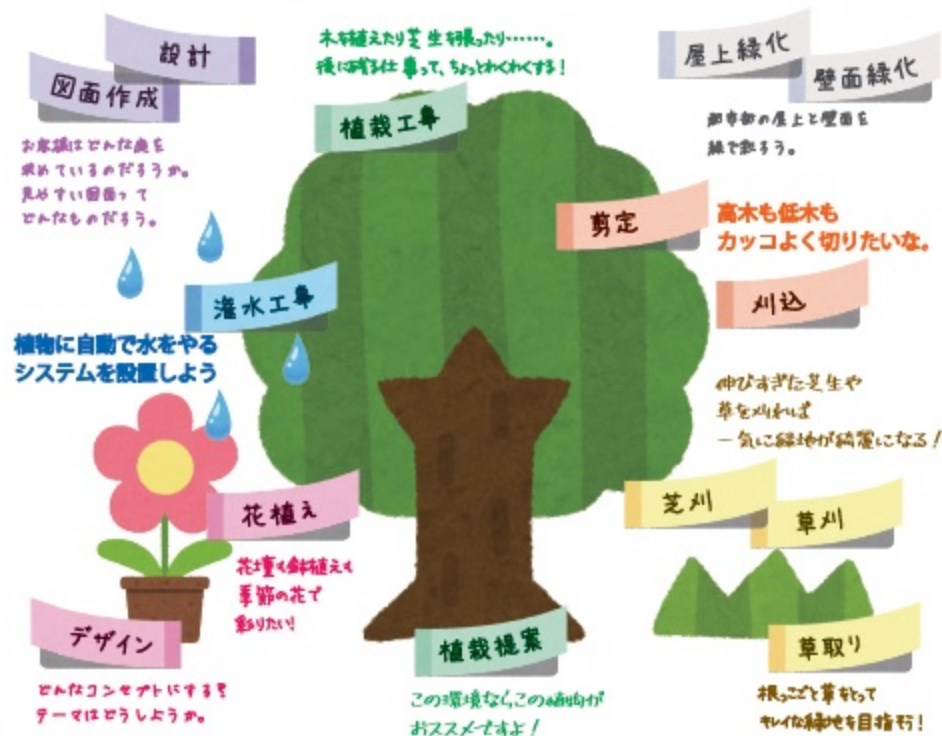 設計
図面作成
お客様はどんな庭を
求めているのだろうか。
見やすい図面って
どんなものだろう。
木を植えたり芝生を張ったり……。
後に残る仕事って、ちょっとわくわくする！
植栽工事
屋上緑化
壁面緑化
都市部の屋上と壁面を
緑で彩ろう。
剪定
高木も低木も
カッコよく切りたいな。
刈込
潅水工事
植物に自動で水をやる
システムを設置しよう
伸びすぎた芝生や
草を刈れば
一気に緑地が綺麗になる！
芝刈
草刈
花植え
花壇も鉢植えも
季節の花で
彩りたい!
デザイン
どんなコンセプトにする？
テーマはどうしようか。
植栽提案
この環境なら、この植物が
おススメですよ！
草取り
根っこごと草をとって
キレイな緑地を目指そう！